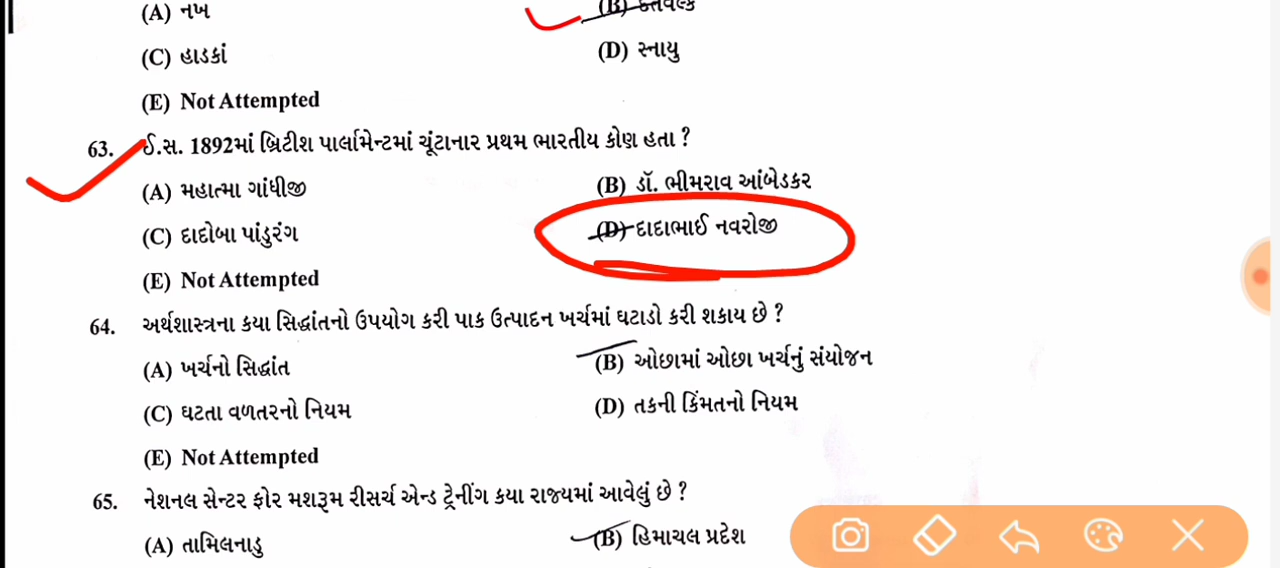 (A) નખ
(B)
(C) હાડકાં
(D) સ્નાયુ
(E) Not Attempted
63. ઈ.સ. 1892માં બ્રિટીશ પાર્લામેન્ટમાં ચૂંટાનાર પ્રથમ ભારતીય કોણ હતા ?
(A) મહાત્મા ગાંધીજી
(B) ડૉ. ભીમરાવ આંબેડકર
(C) દાદોબા પાંડુરંગ
(D) દાદાભાઈ નવરોજી
(E) Not Attempted
64. અર્થશાસ્ત્રના કયા સિદ્ધાંતનો ઉપયોગ કરી પાક ઉત્પાદન ખર્ચમાં ઘટાડો કરી શકાય છે ?
(A) ખર્ચનો સિદ્ધાંત
(B) ઓછામાં ઓછા ખર્ચનું સંયોજન
(C) ઘટતા વળતરનો નિયમ
(D) તકની કિંમતનો નિયમ
(E) Not Attempted
65. નેશનલ સેન્ટર ફોર મશરૂમ રીસર્ચ એન્ડ ટ્રેનીંગ કયા રાજ્યમાં આવેલું છે ?
(A) તામિલનાડુ
(B) હિમાચલ પ્રદેશ